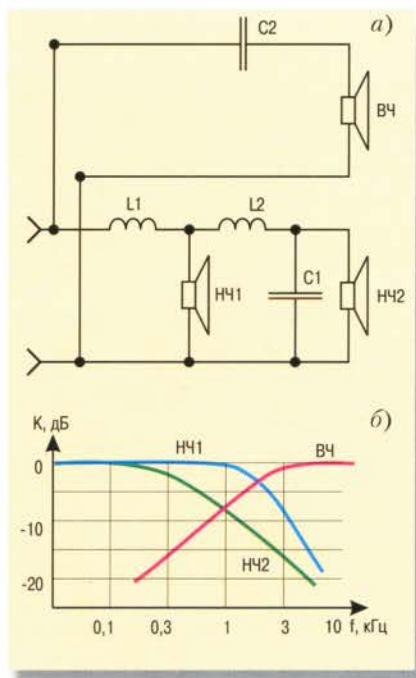 C2
а)
ВЧ
L1
L2
НЧ1
C1
НЧ2
К, дБ
б)
НЧ1
ВЧ
0
-10
НЧ2
-20
0,1
0,3
1
3
10 f, кГц